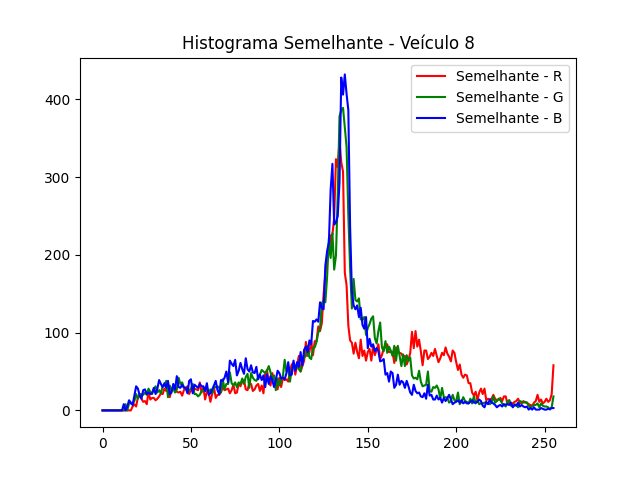 Histograma Semelhante - Veículo 8
Semelhante - R
Semelhante - G
Semelhante - B
400
300
200
100
0
0 50 100 150 200 250